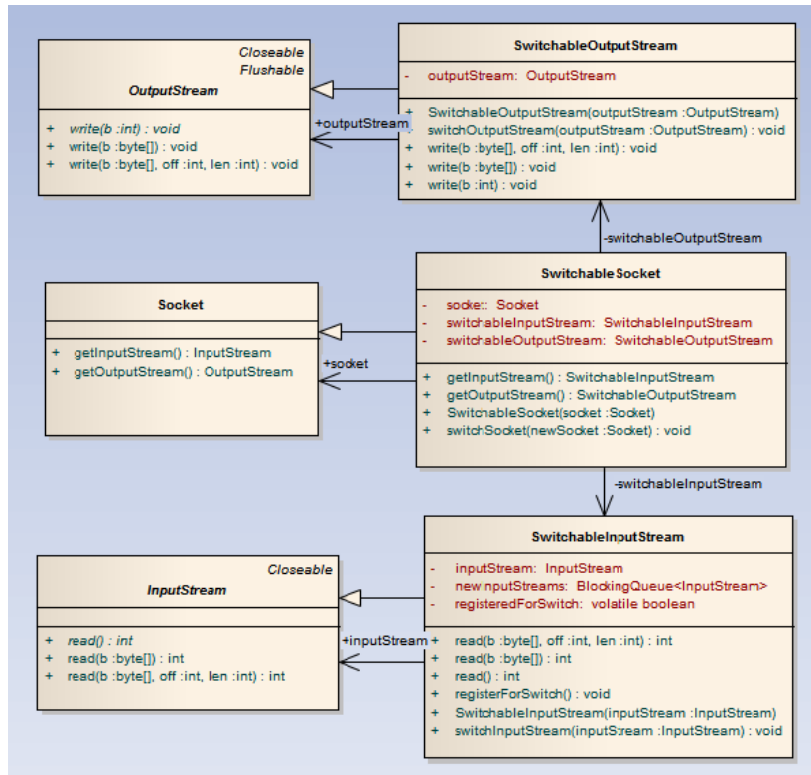 Closeable
Flushable
OutputStream
+ write(b :int) : void
+ write(b :byte[]) : void
+ write(b :byte[], off :int, len :int) : void
SwitchableOutputStream
- outputStream: OutputStream
+ SwitchableOutputStream(outputStream :OutputStream)
+ switchOutputStream(outputStream :OutputStream) : void
+ write(b :byte[], off :int, len :int) : void
+ write(b :byte[]) : void
+ write(b :int) : void
+outputStream
-switchableOutputStream
Socket
+ getInputStream() : InputStream
+ getOutputStream() : OutputStream
SwitchableSocket
- socket: Socket
- switchableInputStream: SwitchableInputStream
- switchableOutputStream: SwitchableOutputStream
+ getInputStream() : SwitchableInputStream
+ getOutputStream() : SwitchableOutputStream
+ SwitchableSocket(socket :Socket)
+ switchSocket(newSocket :Socket) : void
+socket
-switchableInputStream
Closeable
InputStream
+ read() : int
+ read(b :byte[]) : int
+ read(b :byte[], off :int, len :int) : int
SwitchableInputStream
- inputStream: InputStream
- newInputStreams: BlockingQueue<InputStream>
- registeredForSwitch: volatile boolean
+ read(b :byte[], off :int, len :int) : int
+ read(b :byte[]) : int
+ read() : int
+ registerForSwitch() : void
+ SwitchableInputStream(inputStream :InputStream)
+ switchInputStream(inputStream :InputStream) : void
+inputStream